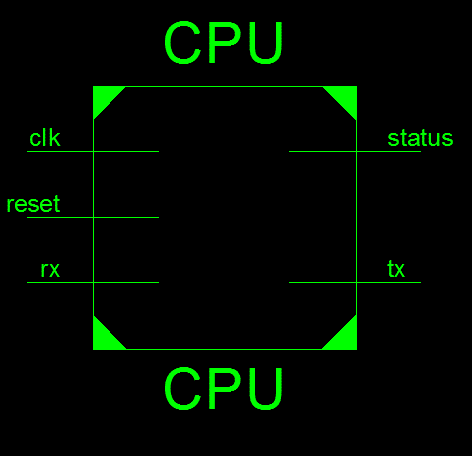 CPU
clk
status
reset
rx
tx
CPU